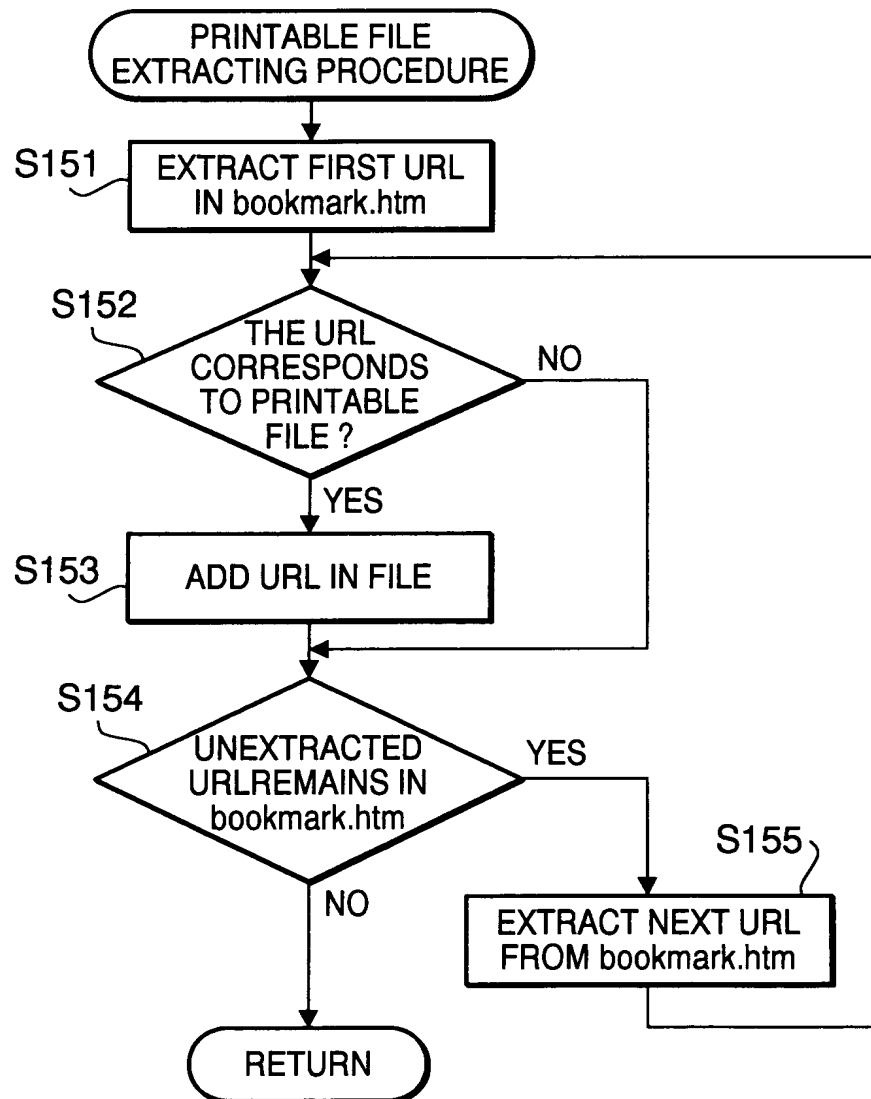 PRINTABLE FILE
EXTRACTING PROCEDURE
S151
EXTRACT FIRST URL
IN bookmark.htm
S152
THE URL
CORRESPONDS
TO PRINTABLE
FILE ?
NO
YES
S153
ADD URL IN FILE
S154
UNEXTRACTED
URLREMAINS IN
bookmark.htm
YES
NO
S155
EXTRACT NEXT URL
FROM bookmark.htm
RETURN